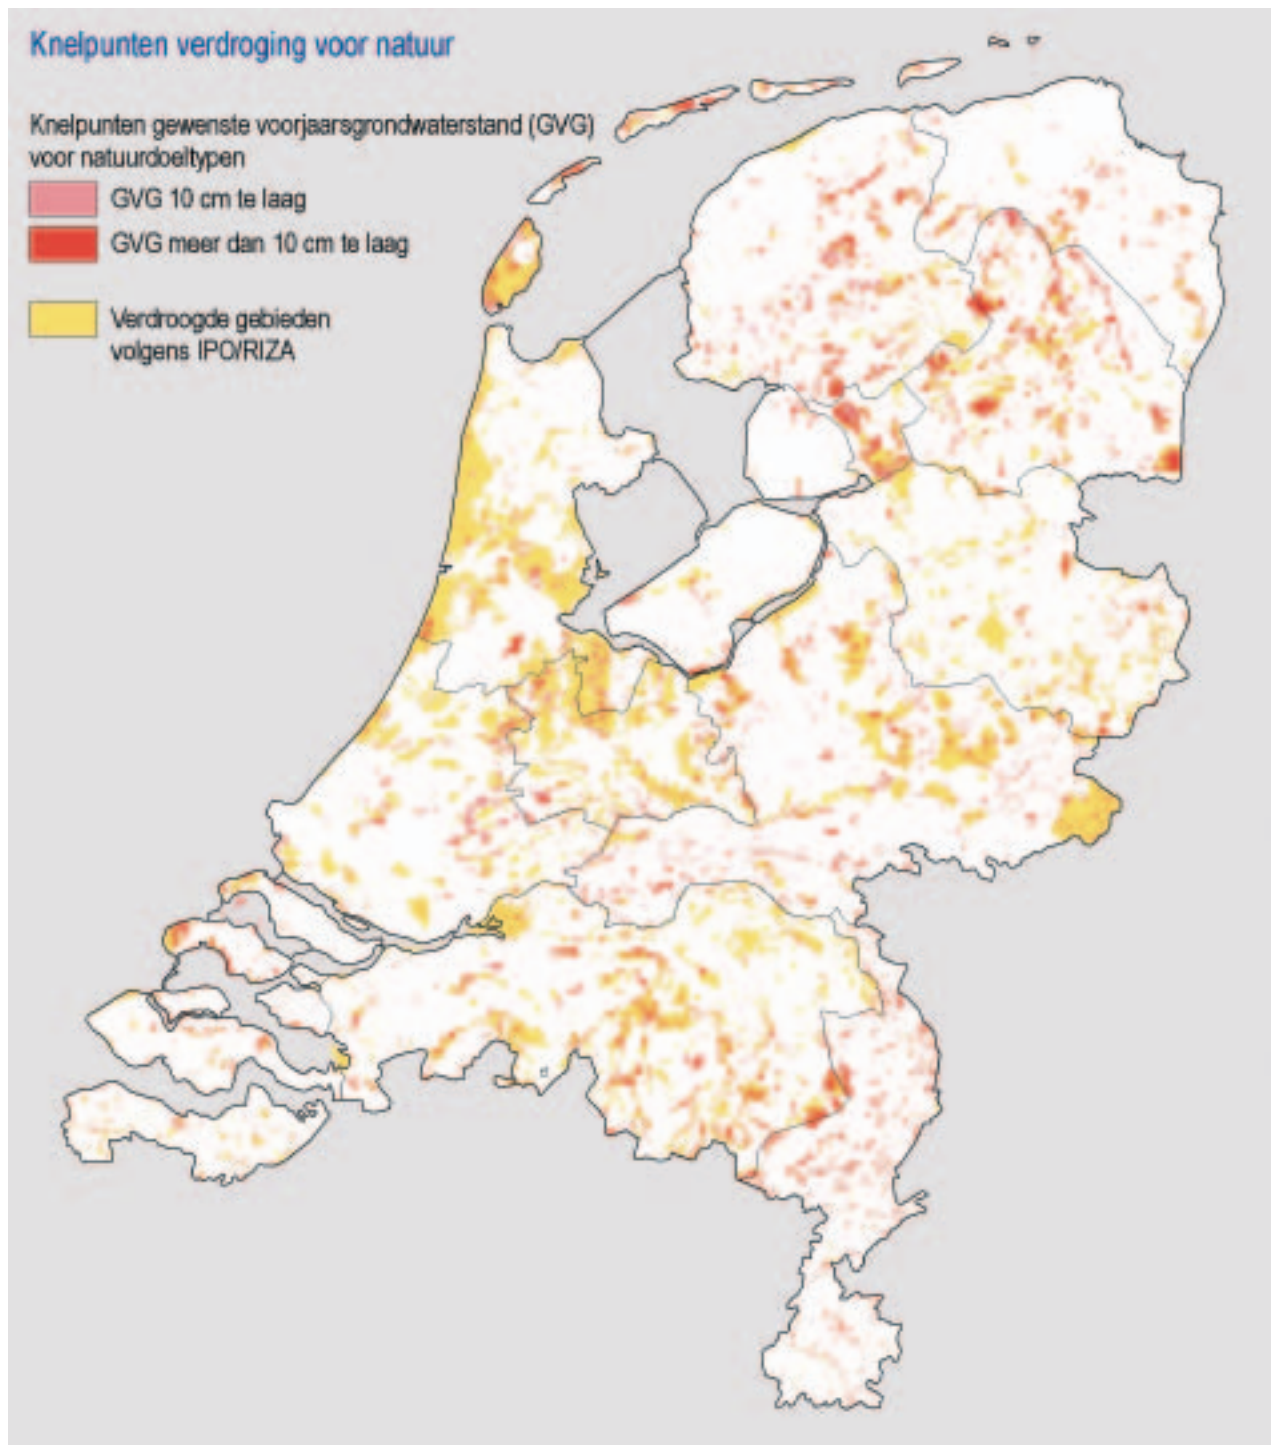 Knelpunten verdroging voor natuur
Knelpunten gewenste voorjaarsgrondwaterstand (GVG)
voor natuurdoeltypen
GVG 10 cm te laag
GVG meer dan 10 cm te laag
Verdroogde gebieden
volgens IPO/RIZA